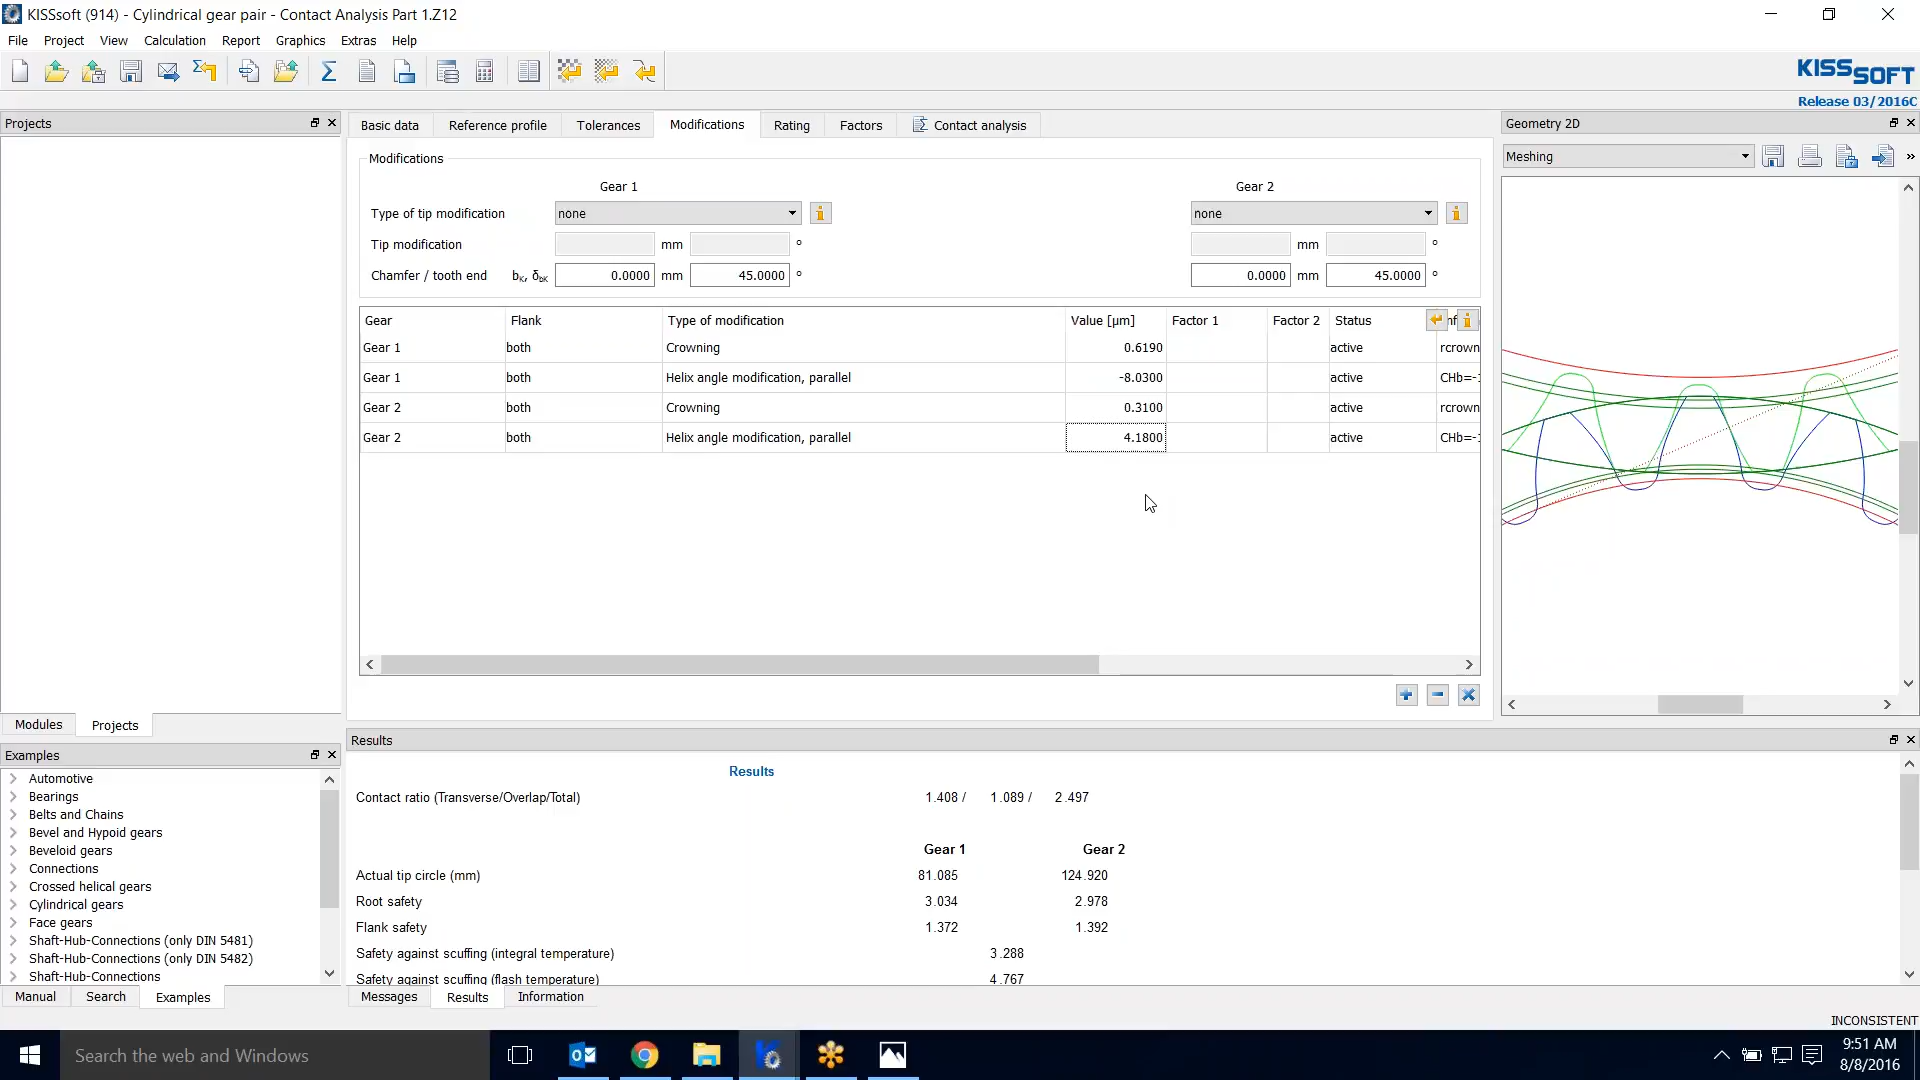 KISSsoft (914) - Cylindrical gear pair - Contact Analysis Part 1.Z12
File Project View Calculation Report Graphics Extras Help
KISSSOFT
Release 03/2016C
Projects
Basic data Reference profile Tolerances Modifications Rating Factors Contact analysis
Geometry 2D
Meshing »
Modifications
Gear 1 Gear 2
Type of tip modification none none
Tip modification mm ° mm °
Chamfer / tooth end bK, δbK 0.0000 mm 45.0000 ° 0.0000 mm 45.0000 °
Gear Flank Type of modification Value [µm] Factor 1 Factor 2 Status
Gear 1 both Crowning 0.6190 active rcrown
Gear 1 both Helix angle modification, parallel -8.0300 active CHb=-
Gear 2 both Crowning 0.3100 active rcrown
Gear 2 both Helix angle modification, parallel 4.1800 active CHb=-
Modules Projects
Examples
Automotive
Bearings
Belts and Chains
Bevel and Hypoid gears
Beveloid gears
Connections
Crossed helical gears
Cylindrical gears
Face gears
Shaft-Hub-Connections (only DIN 5481)
Shaft-Hub-Connections (only DIN 5482)
Shaft-Hub-Connections
Manual Search Examples
Results
Results
Contact ratio (Transverse/Overlap/Total) 1.408 / 1.089 / 2.497
Gear 1 Gear 2
Actual tip circle (mm) 81.085 124.920
Root safety 3.034 2.978
Flank safety 1.372 1.392
Safety against scuffing (integral temperature) 3.288
Safety against scuffing (flash temperature) 4.767
Messages Results Information
INCONSISTENT
Search the web and Windows
9:51 AM
8/8/2016